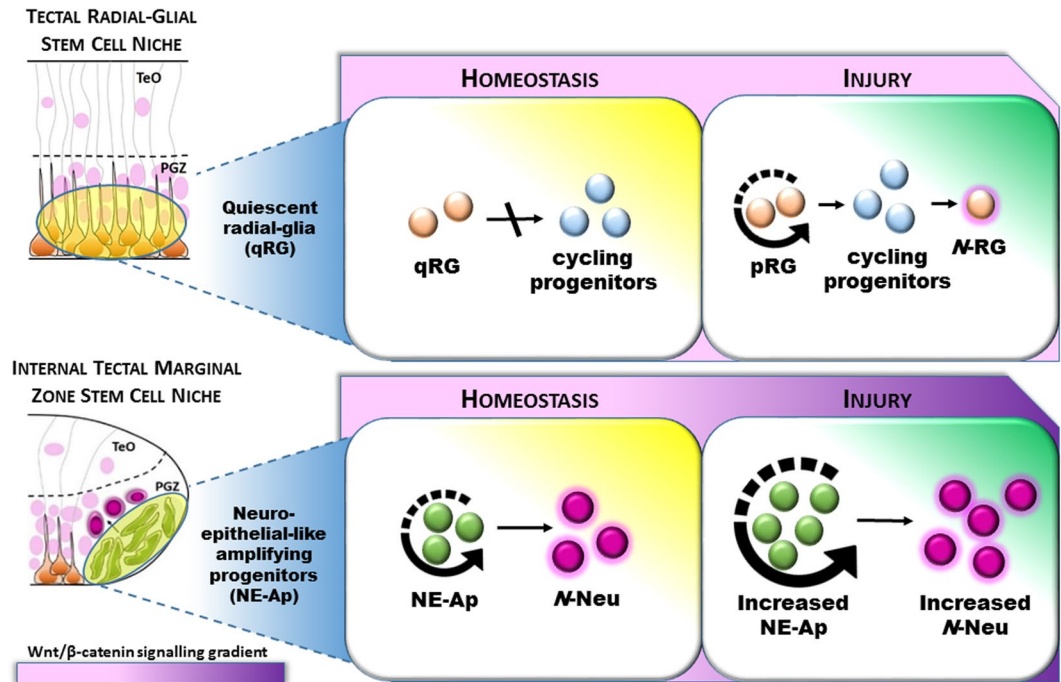 TECTAL RADIAL-GLIAL
STEM CELL NICHE
TeO
PGZ
Quiescent
radial-glia
(qRG)
HOMEOSTASIS
INJURY
qRG
cycling
progenitors
pRG
cycling
progenitors
N-RG
INTERNAL TECTAL MARGINAL
ZONE STEM CELL NICHE
TeO
PGZ
Neuro-
epithelial-like
amplifying
progenitors
(NE-Ap)
HOMEOSTASIS
INJURY
NE-Ap
N-Neu
Increased
NE-Ap
Increased
N-Neu
Wnt/β-catenin signalling gradient